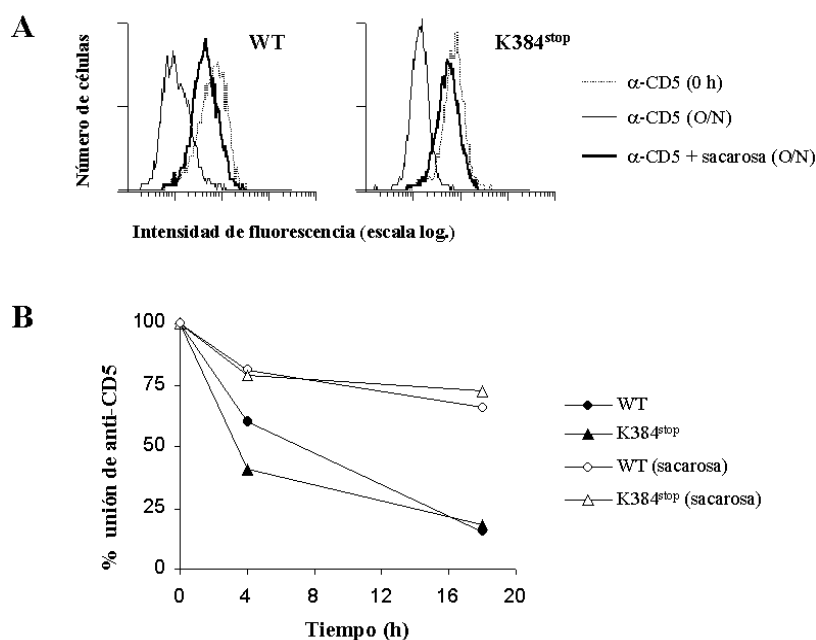 A
WT
K384stop
Número de células
α-CD5 (0 h)
α-CD5 (O/N)
α-CD5 + sacarosa (O/N)
Intensidad de fluorescencia (escala log.)
B
% unión de anti-CD5
100
75
50
25
0
0 4 8 12 16 20
Tiempo (h)
WT
K384stop
WT (sacarosa)
K384stop (sacarosa)